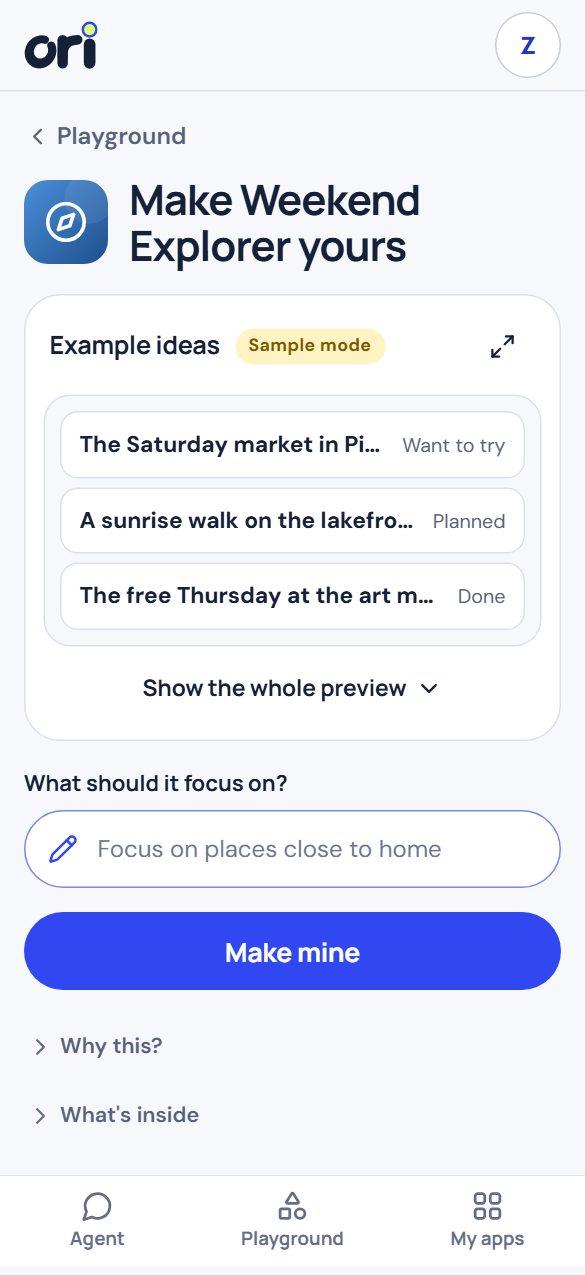 ori
Z
Playground
Make Weekend
Explorer yours
Example ideas
Sample mode
The Saturday market in Pi...
Want to try
A sunrise walk on the lakefro...
Planned
The free Thursday at the art m...
Done
Show the whole preview
What should it focus on?
Focus on places close to home
Make mine
Why this?
What's inside
Agent
Playground
My apps